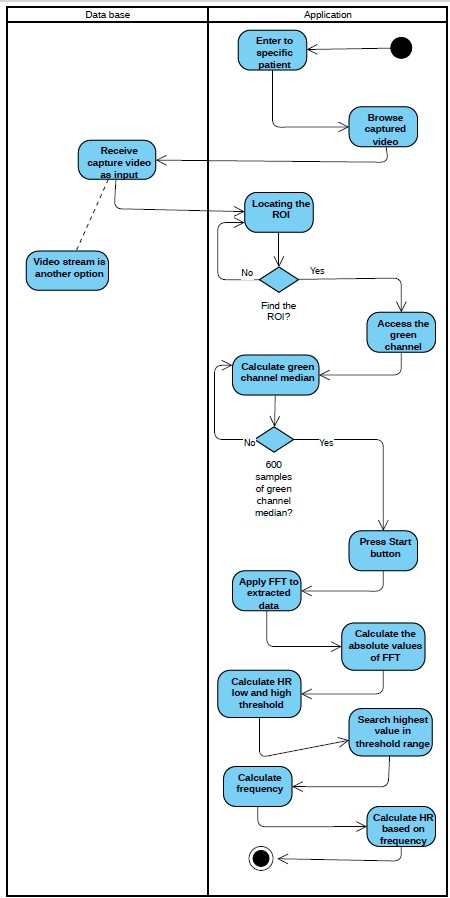 Data base
Application
Enter to
specific
patient
Browse
captured
video
Receive
capture video
as input
Locating the
ROI
Video stream is
another option
No
Yes
Find the
ROI?
Access the
green
channel
Calculate green
channel median
No
Yes
600
samples
of green
channel
median?
Press Start
button
Apply FFT to
extracted
data
Calculate the
absolute values
of FFT
Calculate HR
low and high
threshold
Search highest
value in
threshold range
Calculate
frequency
Calculate HR
based on
frequency